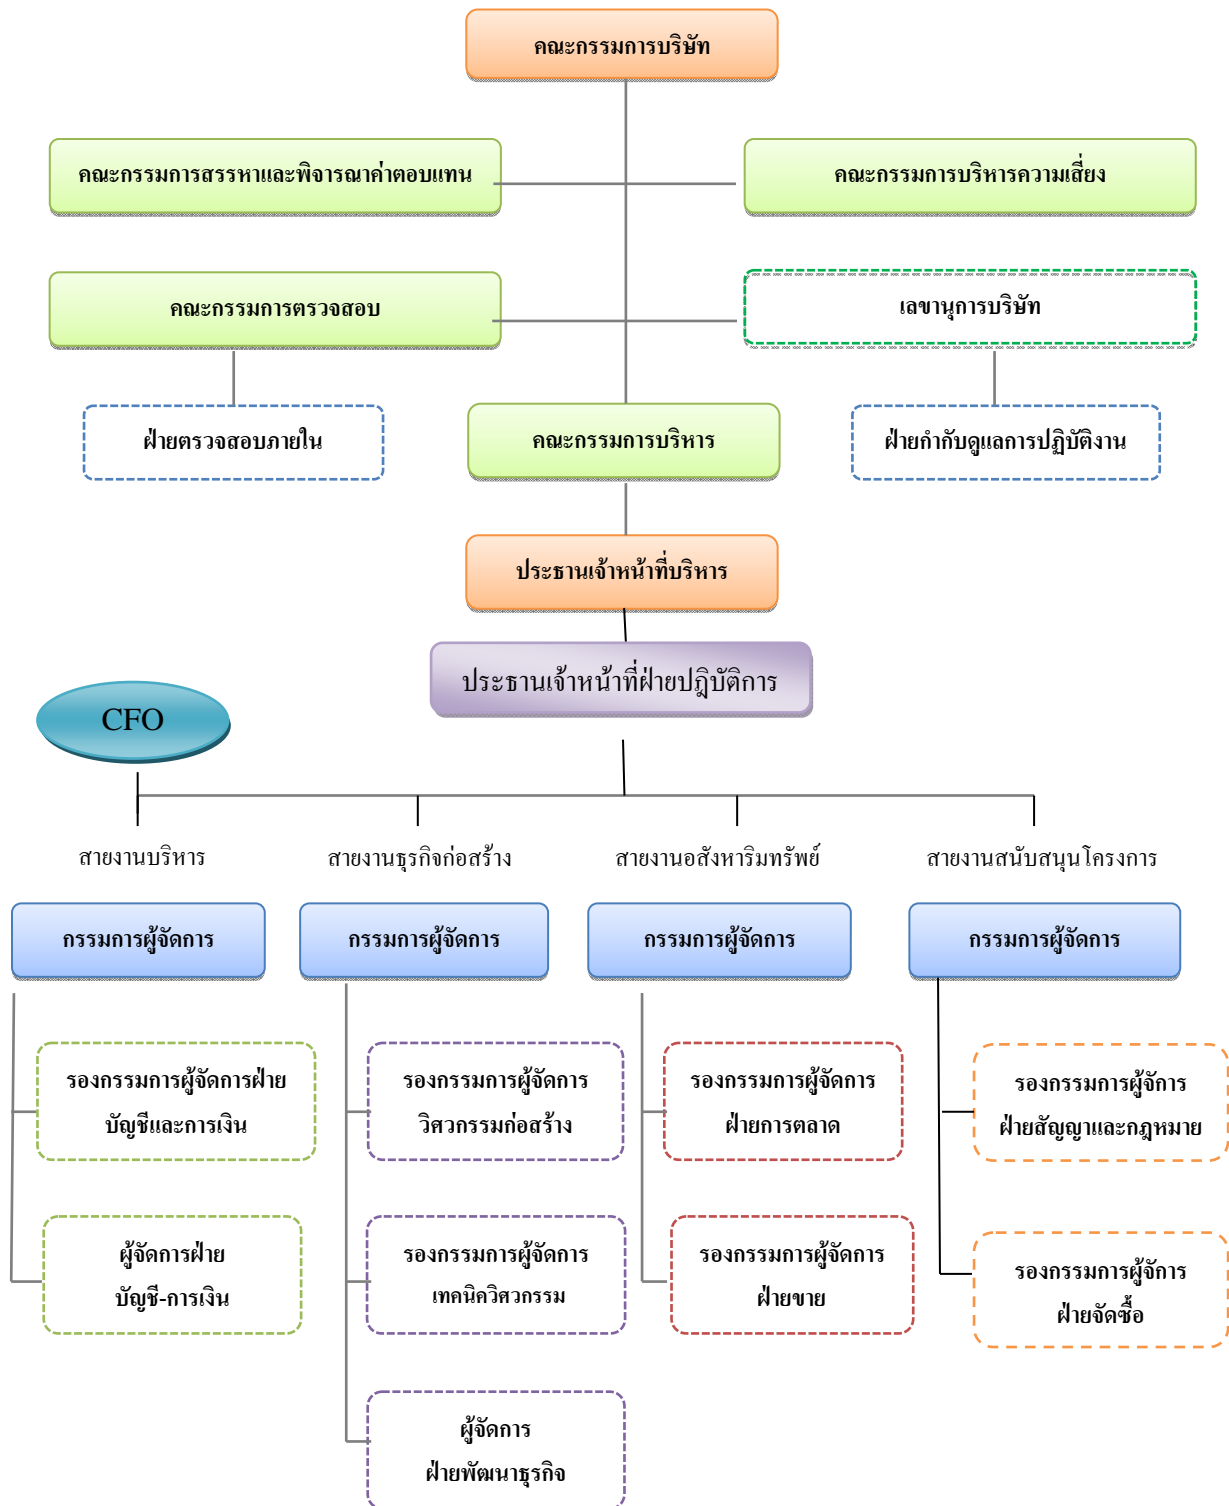 คณะกรรมการบริษัท
คณะกรรมการสรรหาและพิจารณาค่าตอบแทน
คณะกรรมการบริหารความเสี่ยง
คณะกรรมการตรวจสอบ
เลขานุการบริษัท
ฝ่ายตรวจสอบภายใน
คณะกรรมการบริหาร
ฝ่ายกำกับดูแลการปฏิบัติงาน
ประธานเจ้าหน้าที่บริหาร
ประธานเจ้าหน้าที่ฝ่ายปฎิบัติการ
CFO
สายงานบริหาร
สายงานธุรกิจก่อสร้าง
สายงานอสังหาริมทรัพย์
สายงานสนับสนุนโครงการ
กรรมการผู้จัดการ
กรรมการผู้จัดการ
กรรมการผู้จัดการ
กรรมการผู้จัดการ
รองกรรมการผู้จัดการฝ่าย
บัญชีและการเงิน
รองกรรมการผู้จัดการ
วิศวกรรมก่อสร้าง
รองกรรมการผู้จัดการ
ฝ่ายการตลาด
รองกรรมการผู้จัการ
ฝ่ายสัญญาและกฎหมาย
ผู้จัดการฝ่าย
บัญชี-การเงิน
รองกรรมการผู้จัดการ
เทคนิควิศวกรรม
รองกรรมการผู้จัดการ
ฝ่ายขาย
รองกรรมการผู้จัการ
ฝ่ายจัดซื้อ
ผู้จัดการ
ฝ่ายพัฒนาธุรกิจ